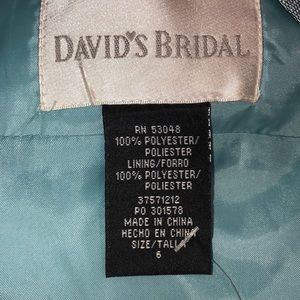 DAVID'S BRIDAL
RN 53048
100% POLYESTER/
POLIESTER
LINING/FORRO
100% POLYESTER/
POLIESTER
37571212
PO 301578
MADE IN CHINA
HECHO EN CHINA
SIZE/TALLA
6